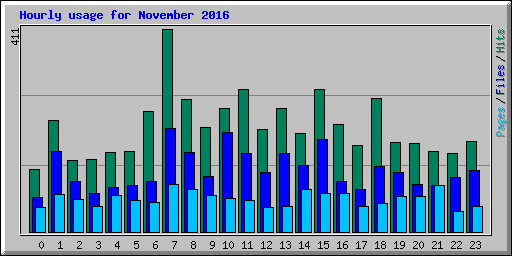 Hourly usage for November 2016
411
Pages / Files / Hits
0 1 2 3 4 5 6 7 8 9 10 11 12 13 14 15 16 17 18 19 20 21 22 23